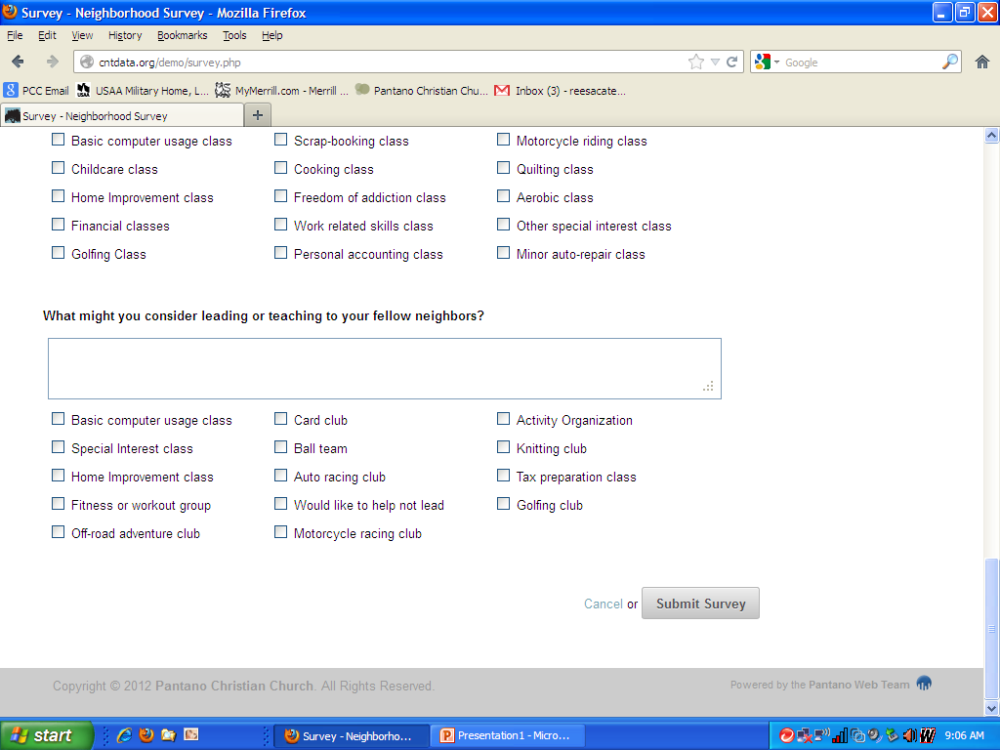 Survey - Neighborhood Survey - Mozilla Firefox
File Edit View History Bookmarks Tools Help
cntdata.org/demo/survey.php Google
PCC Email USAA Military Home, L... MyMerrill.com - Merrill ... Pantano Christian Chu... Inbox (3) - reesacate...
Survey - Neighborhood Survey +
Basic computer usage class Scrap-booking class Motorcycle riding class
Childcare class Cooking class Quilting class
Home Improvement class Freedom of addiction class Aerobic class
Financial classes Work related skills class Other special interest class
Golfing Class Personal accounting class Minor auto-repair class
What might you consider leading or teaching to your fellow neighbors?
Basic computer usage class Card club Activity Organization
Special Interest class Ball team Knitting club
Home Improvement class Auto racing club Tax preparation class
Fitness or workout group Would like to help not lead Golfing club
Off-road adventure club Motorcycle racing club
Cancel or Submit Survey
Copyright © 2012 Pantano Christian Church. All Rights Reserved. Powered by the Pantano Web Team
start Survey - Neighborho... Presentation1 - Micro... 9:06 AM